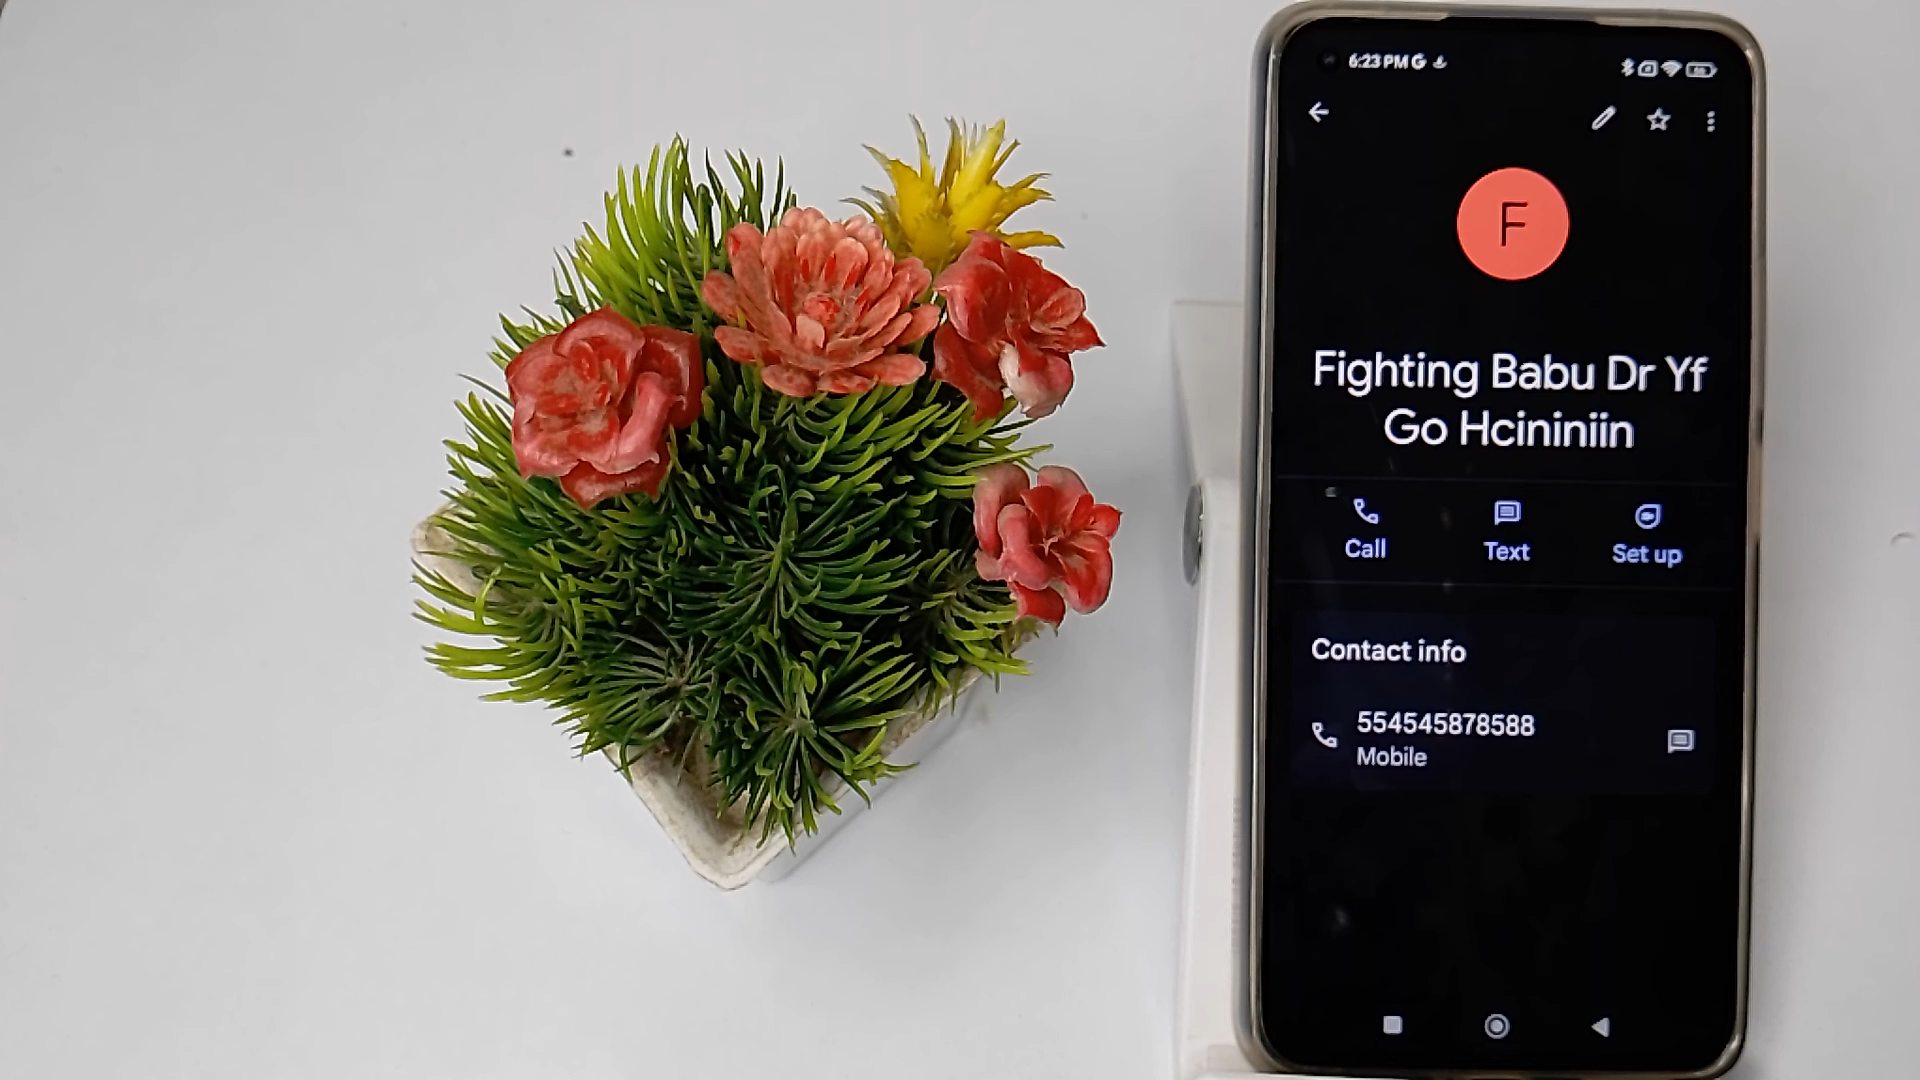 6:23 PM G
F
Fighting Babu Dr Yf
Go Hcininiin
Call Text Set up
Contact info
554545878588
Mobile